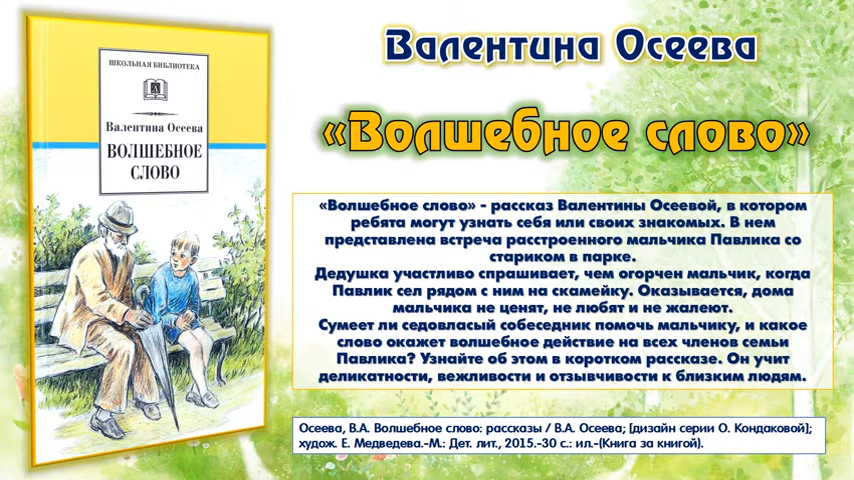 Валентина Осеева
«Волшебное слово»
ШКОЛЬНАЯ БИБЛИОТЕКА
Валентина Осеева
ВОЛШЕБНОЕ
СЛОВО
«Волшебное слово» - рассказ Валентины Осеевой, в котором
ребята могут узнать себя или своих знакомых. В нем
представлена встреча расстроенного мальчика Павлика со
стариком в парке.
Дедушка участливо спрашивает, чем огорчен мальчик, когда
Павлик сел рядом с ним на скамейку. Оказывается, дома
мальчика не ценят, не любят и не жалеют.
Сумеет ли седовласый собеседник помочь мальчику, и какое
слово окажет волшебное действие на всех членов семьи
Павлика? Узнайте об этом в коротком рассказе. Он учит
деликатности, вежливости и отзывчивости к близким людям.
Осеева, В.А. Волшебное слово: рассказы / В.А. Осеева; [дизайн серии О. Кондаковой];
худож. Е. Медведева.-М.: Дет. лит., 2015.-30 с.: ил.-(Книга за книгой).